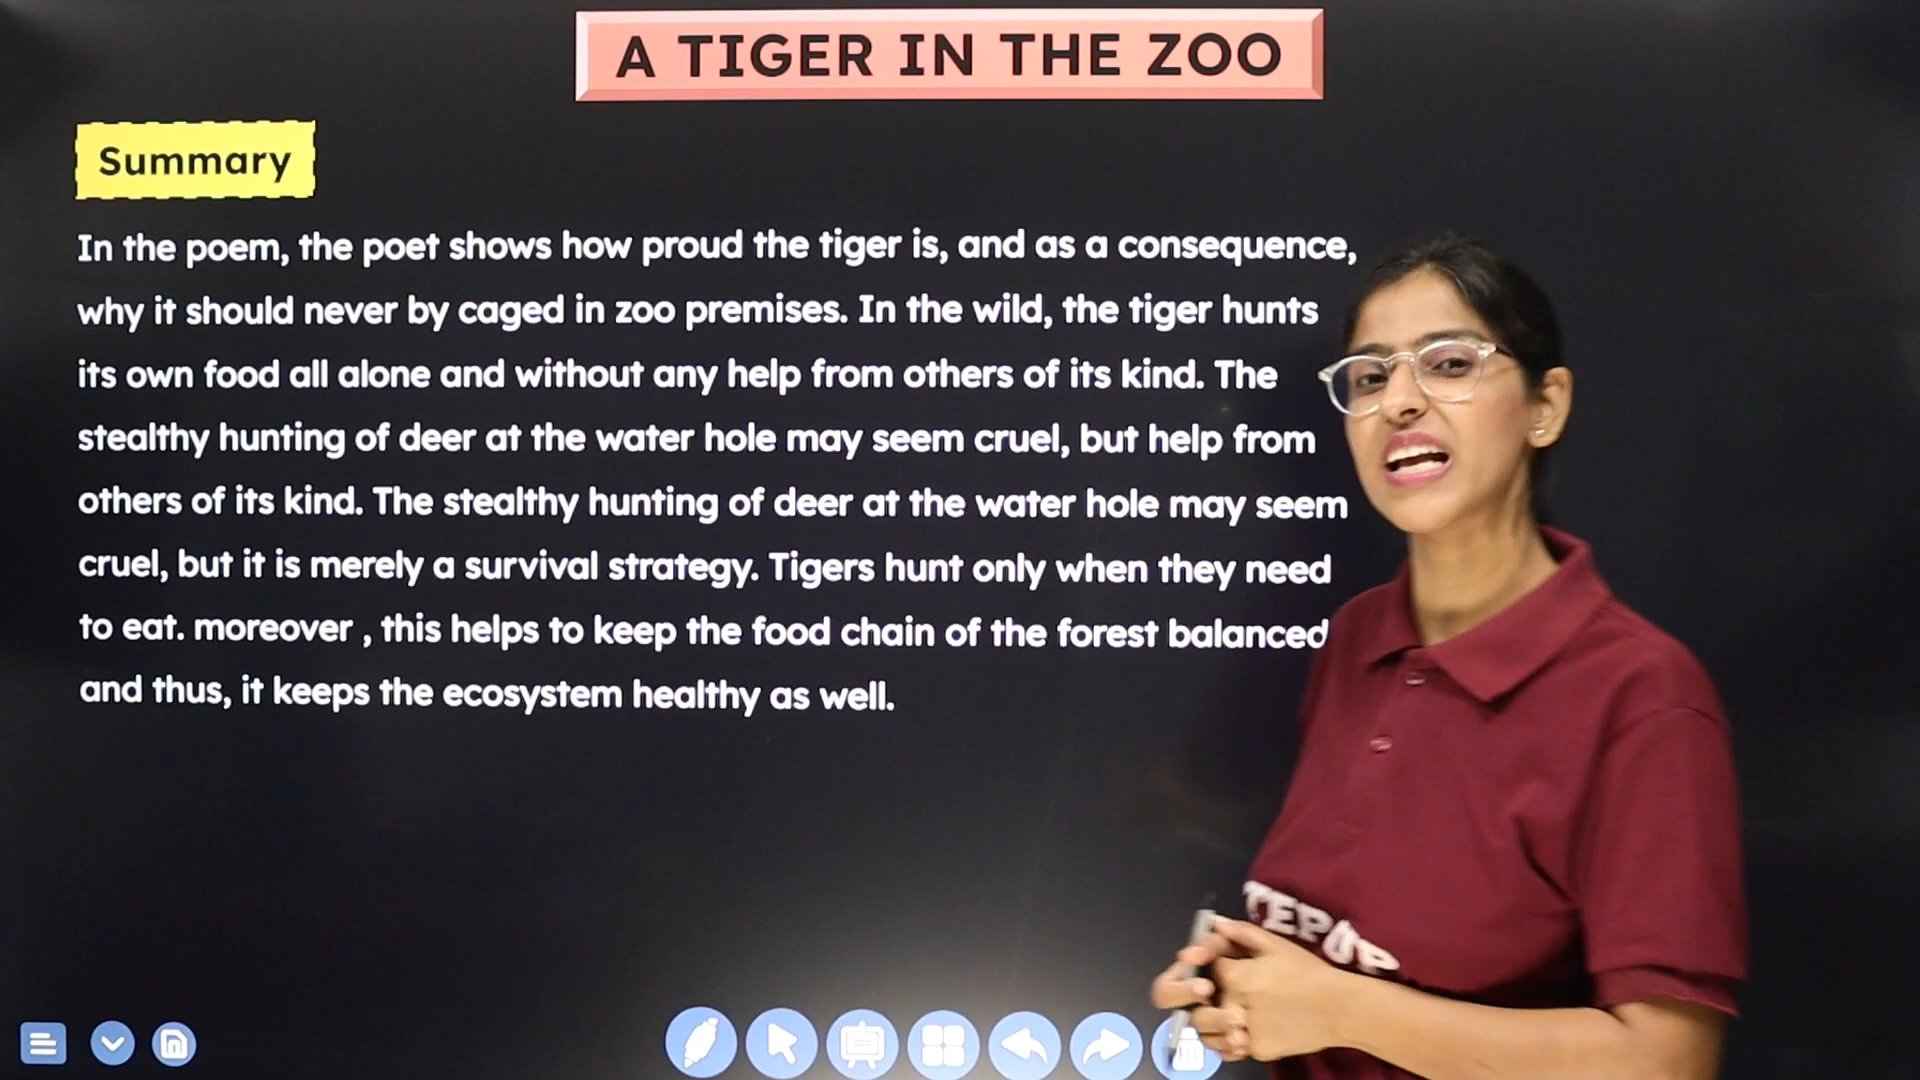 A TIGER IN THE ZOO
Summary
In the poem, the poet shows how proud the tiger is, and as a consequence,
why it should never by caged in zoo premises. In the wild, the tiger hunts
its own food all alone and without any help from others of its kind. The
stealthy hunting of deer at the water hole may seem cruel, but help from
others of its kind. The stealthy hunting of deer at the water hole may seem
cruel, but it is merely a survival strategy. Tigers hunt only when they need
to eat. moreover , this helps to keep the food chain of the forest balanced
and thus, it keeps the ecosystem healthy as well.
TEPUP